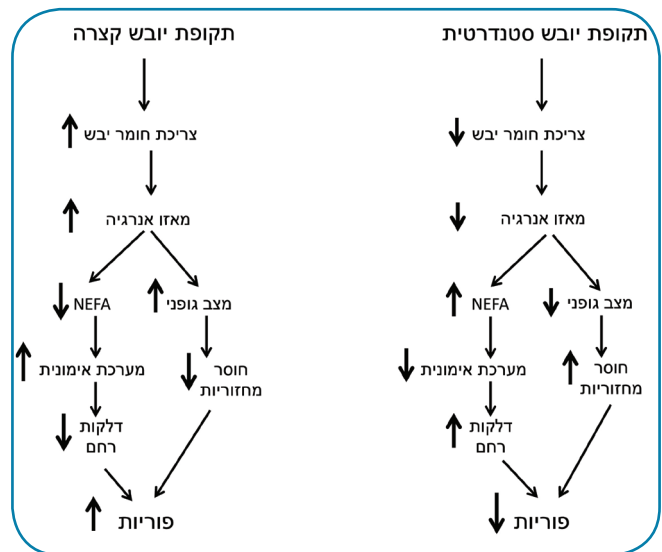 תקופת יובש סטנדרטית
צריכת חומר יבש
מאזן אנרגיה
מצב גופני
NEFA
חוסר
מחזוריות
מערכת אימונית
דלקות
רחם
פוריות
תקופת יובש קצרה
צריכת חומר יבש
מאזן אנרגיה
מצב גופני
NEFA
חוסר
מחזוריות
מערכת אימונית
דלקות
רחם
פוריות